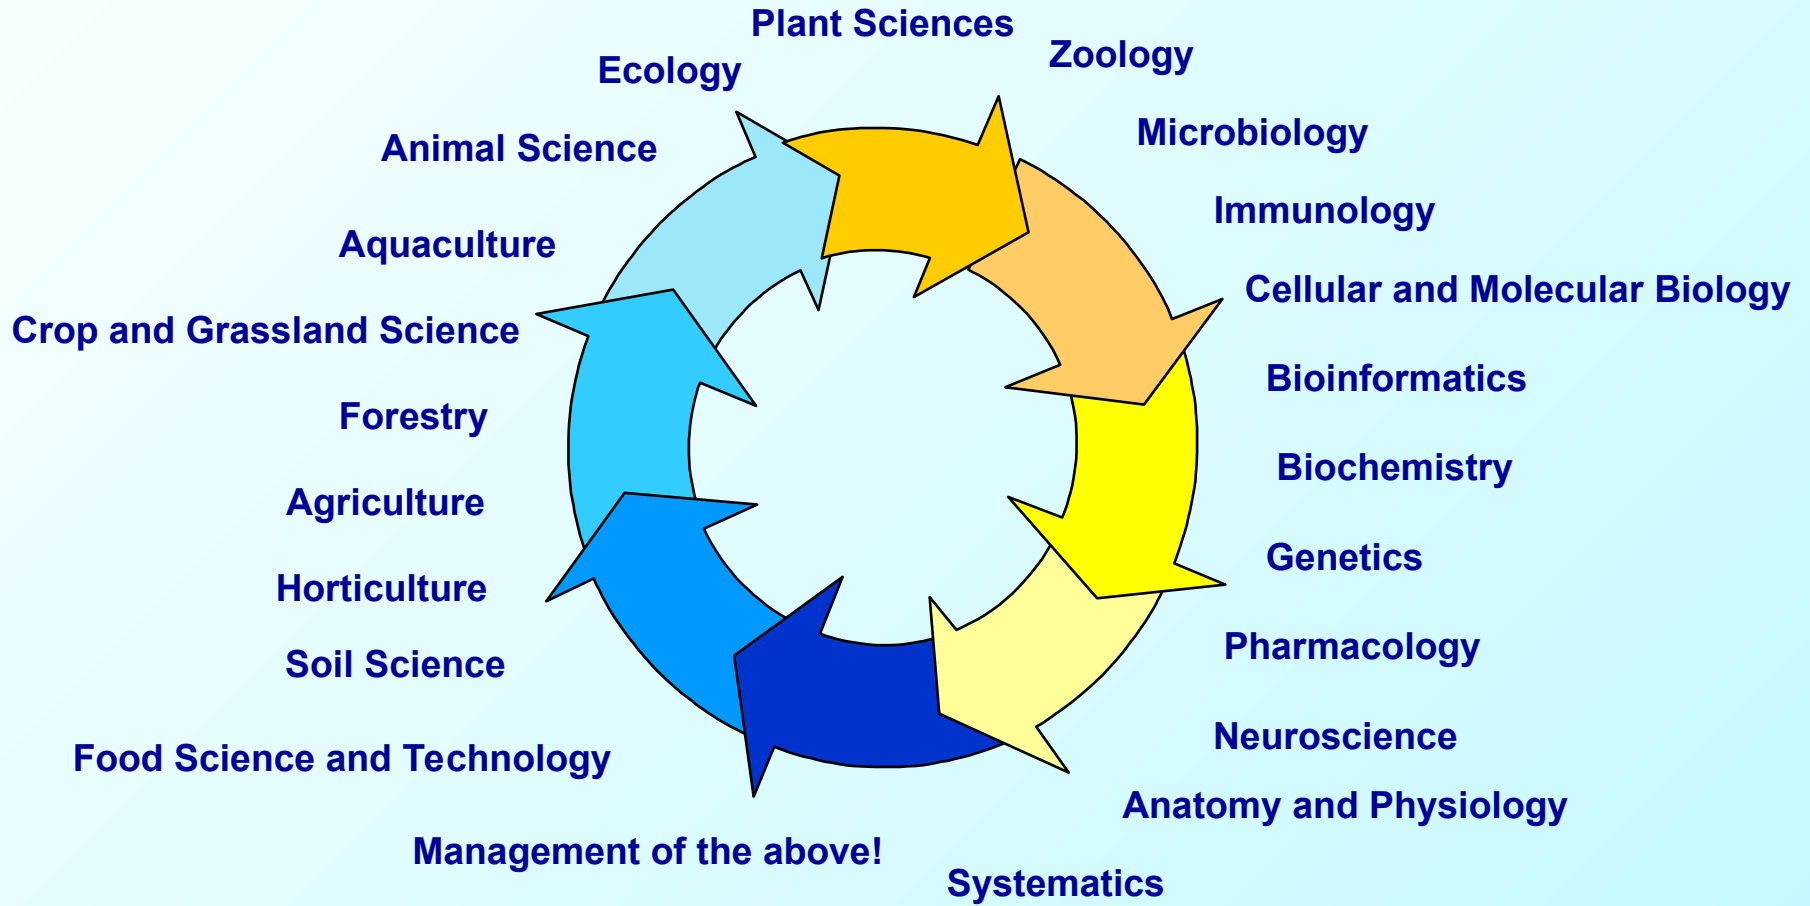 Plant Sciences
Zoology
Ecology
Microbiology
Animal Science
Immunology
Aquaculture
Cellular and Molecular Biology
Crop and Grassland Science
Bioinformatics
Forestry
Biochemistry
Agriculture
Genetics
Horticulture
Pharmacology
Soil Science
Neuroscience
Food Science and Technology
Anatomy and Physiology
Management of the above!
Systematics